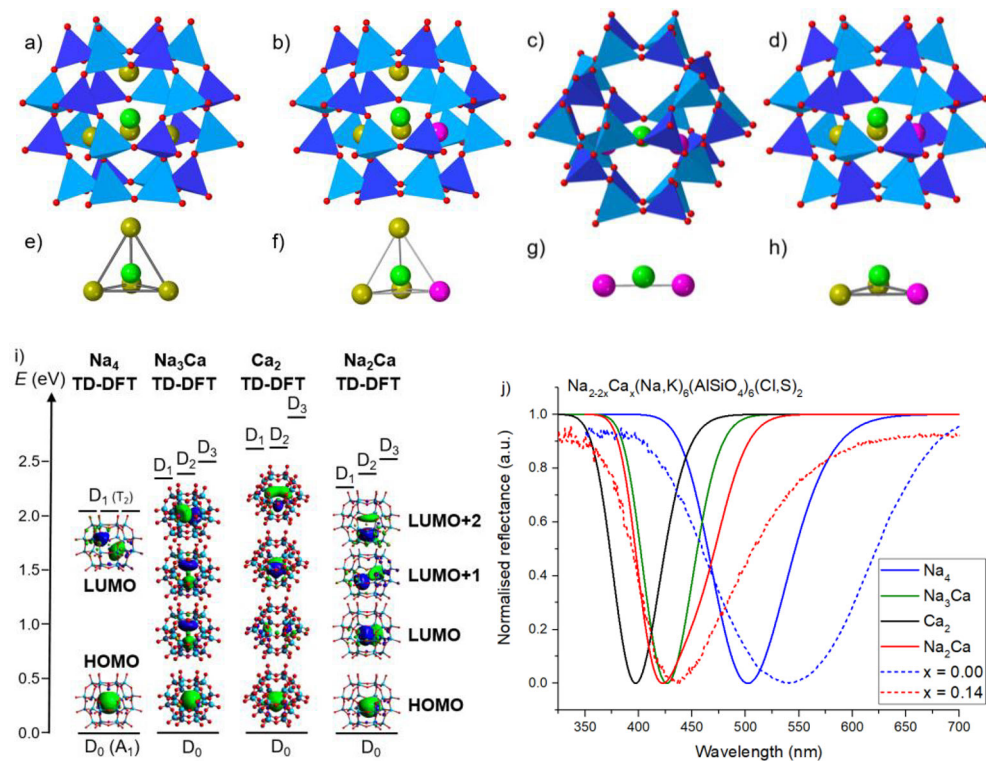 a)
b)
c)
d)
e)
f)
g)
h)
i)
E (eV)
Na₄
TD-DFT
Na₃Ca
TD-DFT
Ca₂
TD-DFT
Na₂Ca
TD-DFT
2.5
2.0
1.5
1.0
0.5
0.0
D₁ (T₂)
LUMO
HOMO
D₀ (A₁)
D₁
D₂
D₃
D₀
D₁
D₂
D₃
D₀
D₁
D₂
D₃
D₀
LUMO+2
LUMO+1
LUMO
HOMO
j)
Na₂₋₂ₓCaₓ(Na,K)₆(AlSiO₄)₆(Cl,S)₂
Normalised reflectance (a.u.)
1.0
0.8
0.6
0.4
0.2
0.0
Na₄
Na₃Ca
Ca₂
Na₂Ca
x = 0.00
x = 0.14
350 400 450 500 550 600 650 700
Wavelength (nm)